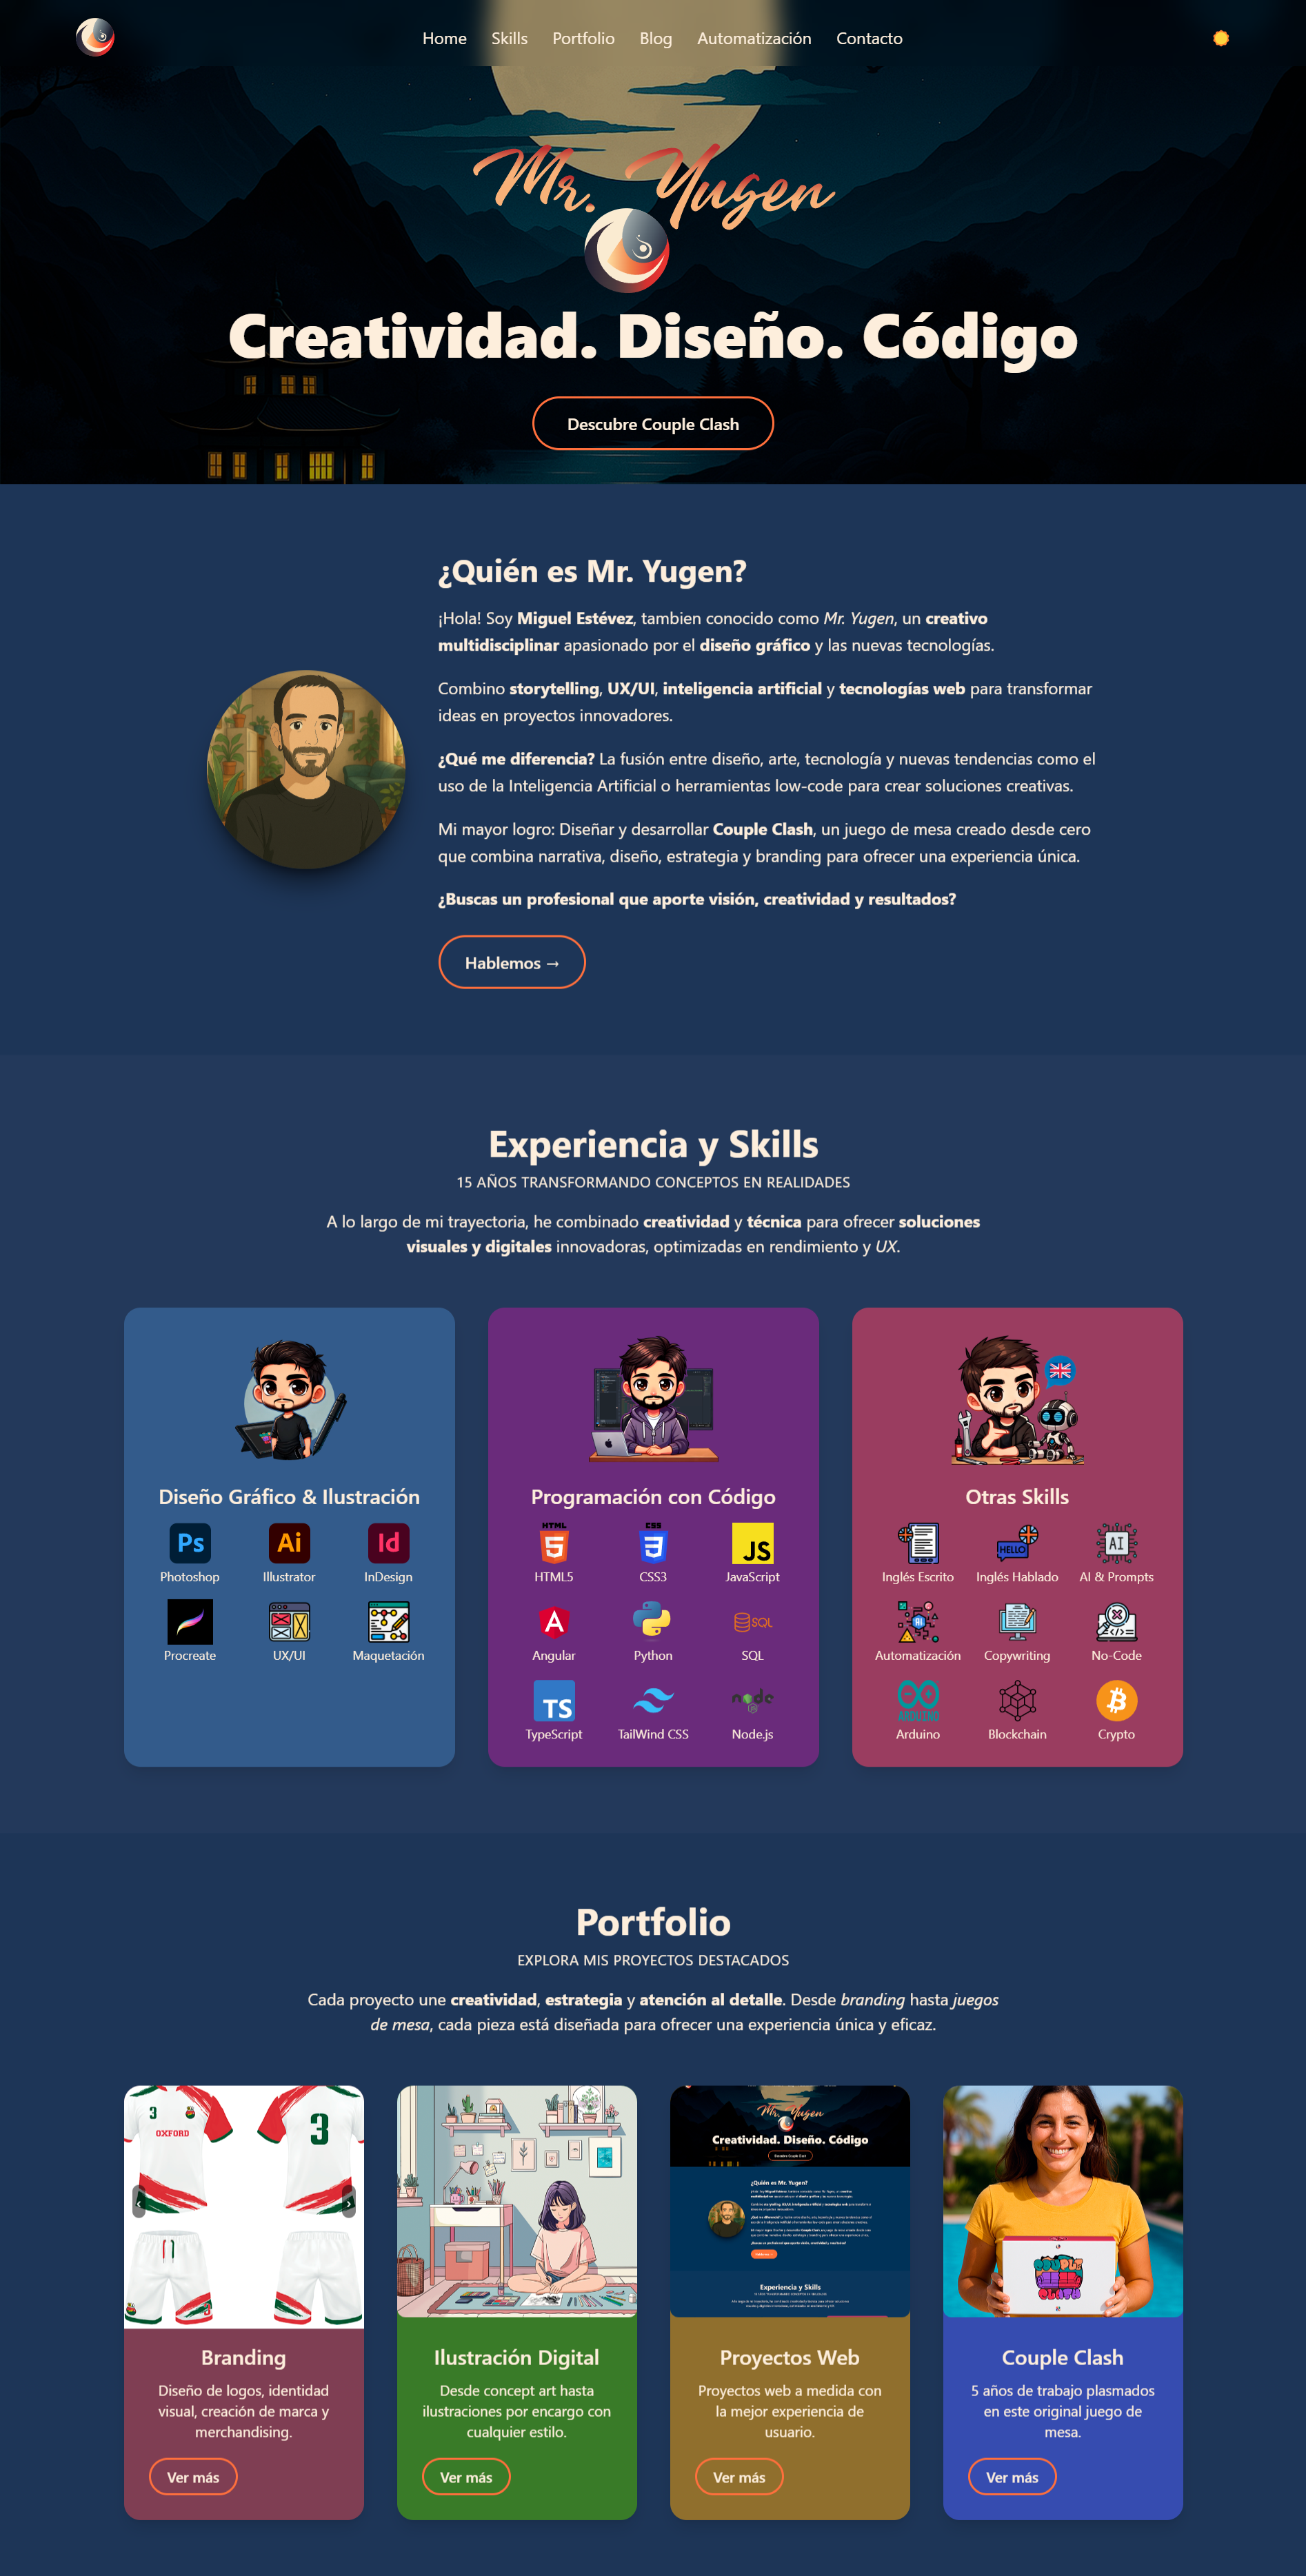 Home Skills Portfolio Blog Automatización Contacto
Mr. Yugen
Creatividad. Diseño. Código
Descubre Couple Clash
¿Quién es Mr. Yugen?
¡Hola! Soy Miguel Estévez, tambien conocido como Mr. Yugen, un creativo
multidisciplinar apasionado por el diseño gráfico y las nuevas tecnologías.
Combino storytelling, UX/UI, inteligencia artificial y tecnologías web para transformar
ideas en proyectos innovadores.
¿Qué me diferencia? La fusión entre diseño, arte, tecnología y nuevas tendencias como el
uso de la Inteligencia Artificial o herramientas low-code para crear soluciones creativas.
Mi mayor logro: Diseñar y desarrollar Couple Clash, un juego de mesa creado desde cero
que combina narrativa, diseño, estrategia y branding para ofrecer una experiencia única.
¿Buscas un profesional que aporte visión, creatividad y resultados?
Hablemos →
Experiencia y Skills
15 AÑOS TRANSFORMANDO CONCEPTOS EN REALIDADES
A lo largo de mi trayectoria, he combinado creatividad y técnica para ofrecer soluciones
visuales y digitales innovadoras, optimizadas en rendimiento y UX.
Diseño Gráfico & Ilustración
Ps Ai Id
Photoshop Illustrator InDesign
Procreate UX/UI Maquetación
Programación con Código
HTML 5 CSS 3 JS
HTML5 CSS3 JavaScript
A SQL
Angular Python SQL
TS node JS
TypeScript TailWind CSS Node.js
Otras Skills
HELLO AI
Inglés Escrito Inglés Hablado AI & Prompts
AI </>
Automatización Copywriting No-Code
ARDUINO
Arduino Blockchain Crypto
Portfolio
EXPLORA MIS PROYECTOS DESTACADOS
Cada proyecto une creatividad, estrategia y atención al detalle. Desde branding hasta juegos
de mesa, cada pieza está diseñada para ofrecer una experiencia única y eficaz.
3 3
OXFORD
‹ ›
Branding
Diseño de logos, identidad
visual, creación de marca y
merchandising.
Ver más
Ilustración Digital
Desde concept art hasta
ilustraciones por encargo con
cualquier estilo.
Ver más
Mr. Yugen
Creatividad. Diseño. Código
¿Quién es Mr. Yugen?
Experiencia y Skills
Proyectos Web
Proyectos web a medida con
la mejor experiencia de
usuario.
Ver más
COUPLE
CLASH
Couple Clash
5 años de trabajo plasmados
en este original juego de
mesa.
Ver más